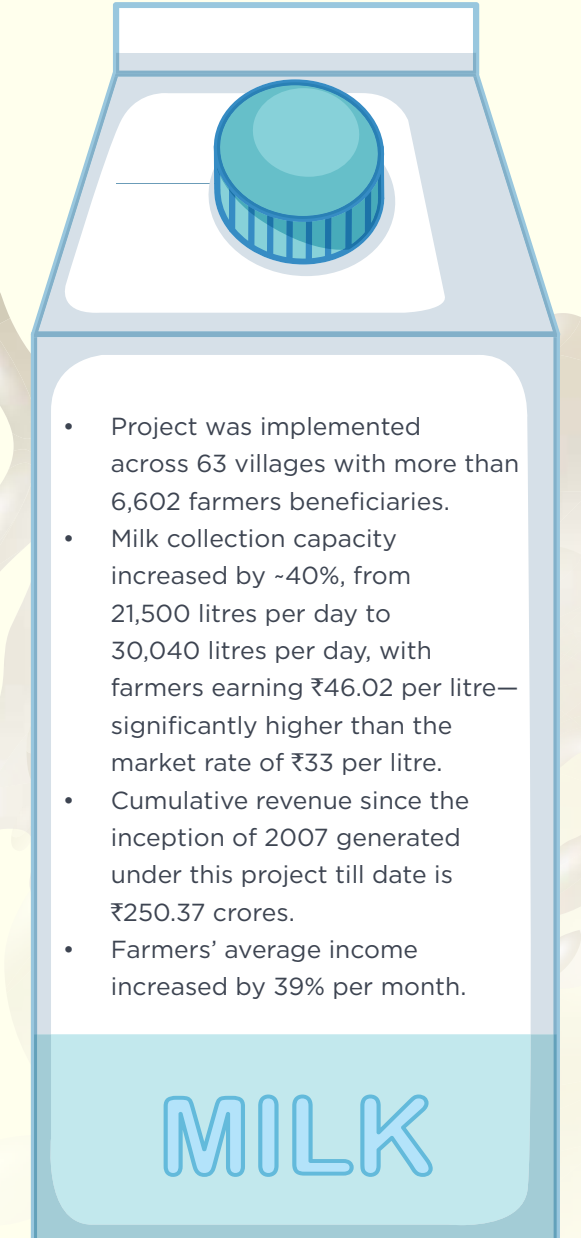 • Project was implemented
across 63 villages with more than
6,602 farmers beneficiaries.
• Milk collection capacity
increased by ~40%, from
21,500 litres per day to
30,040 litres per day, with
farmers earning ₹46.02 per litre—
significantly higher than the
market rate of ₹33 per litre.
• Cumulative revenue since the
inception of 2007 generated
under this project till date is
₹250.37 crores.
• Farmers’ average income
increased by 39% per month.
MILK